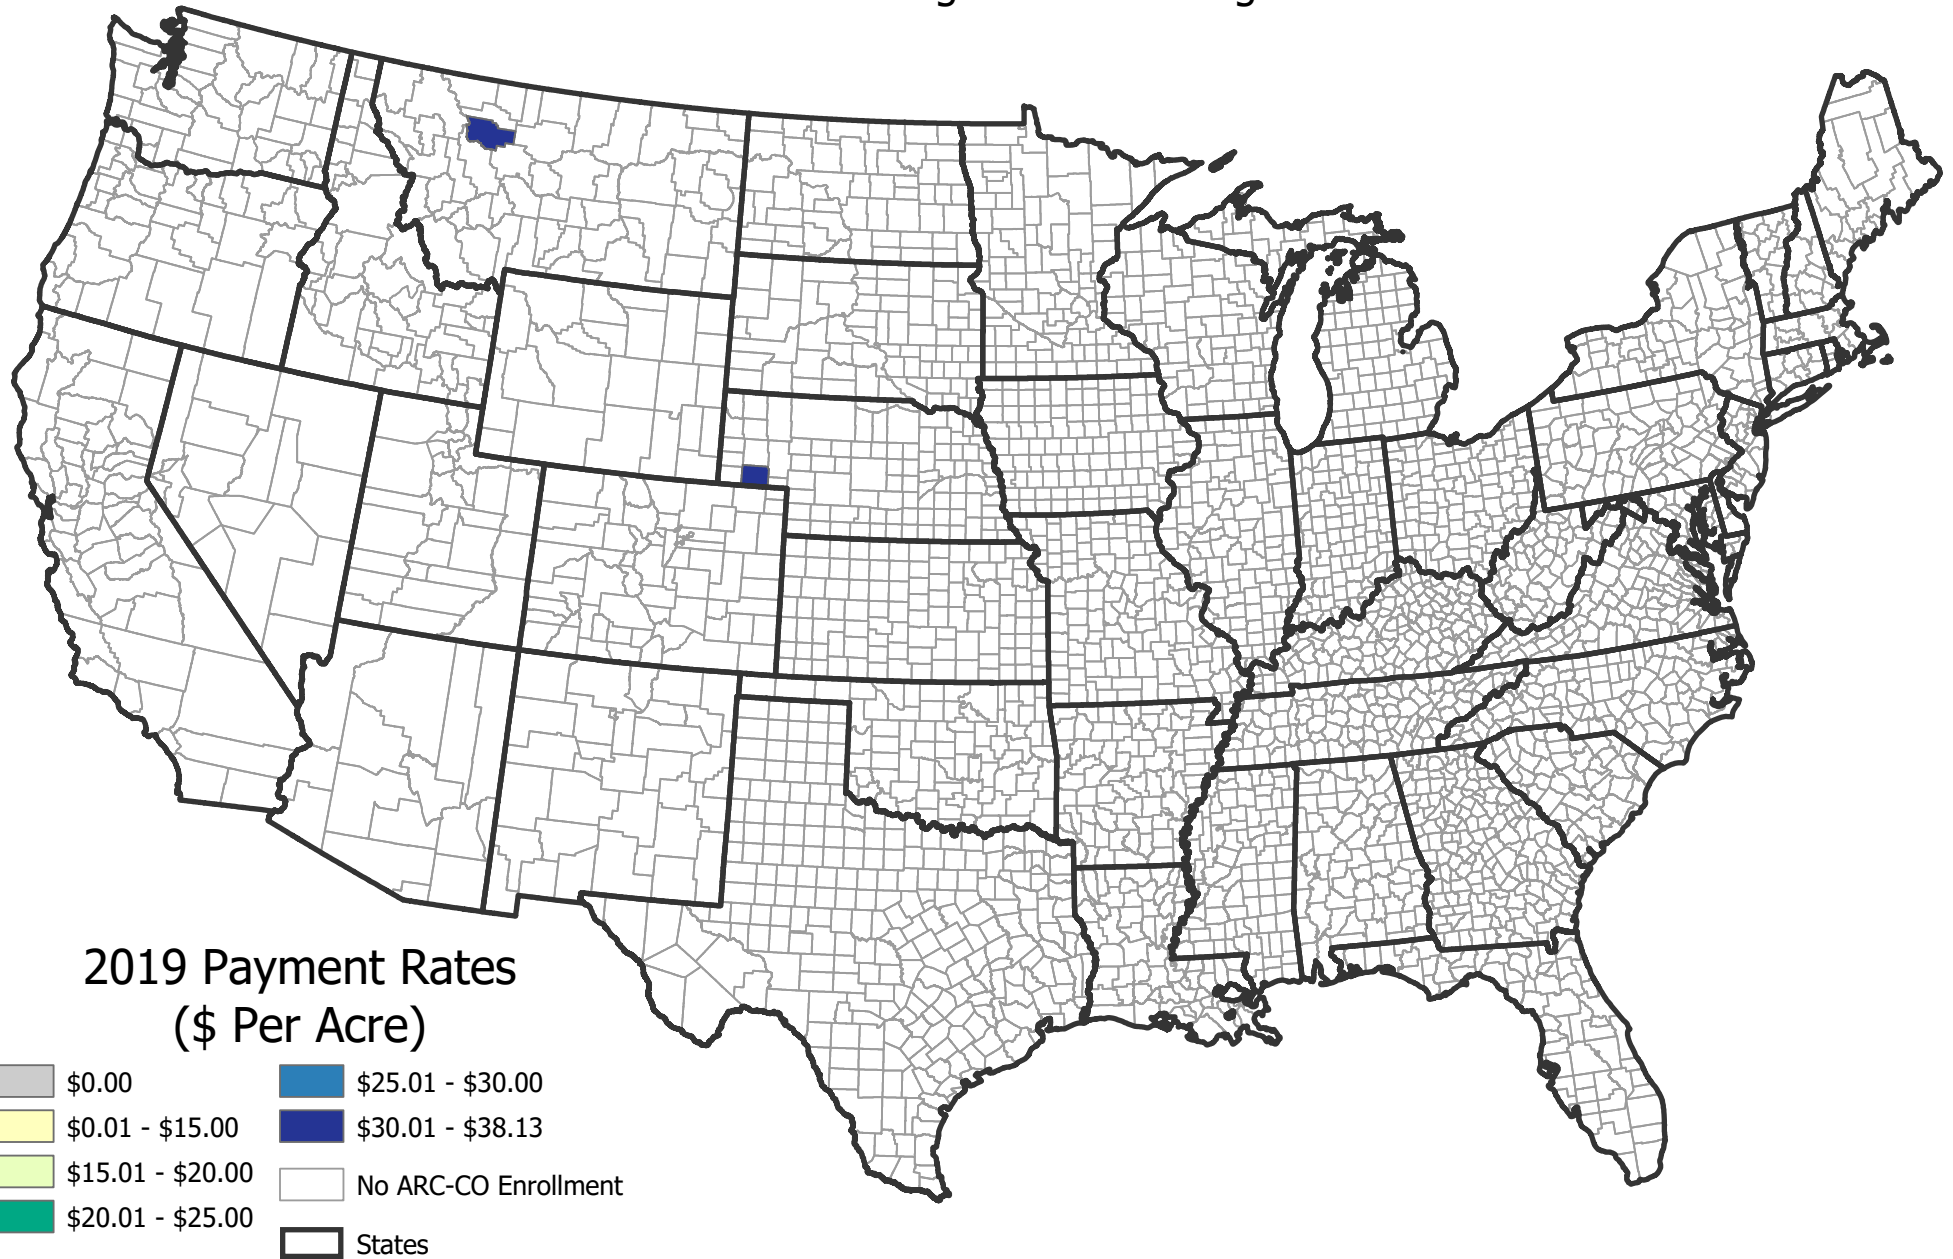 2019 Payment Rates
($ Per Acre)
$0.00
$0.01 - $15.00
$15.01 - $20.00
$20.01 - $25.00
$25.01 - $30.00
$30.01 - $38.13
No ARC-CO Enrollment
States